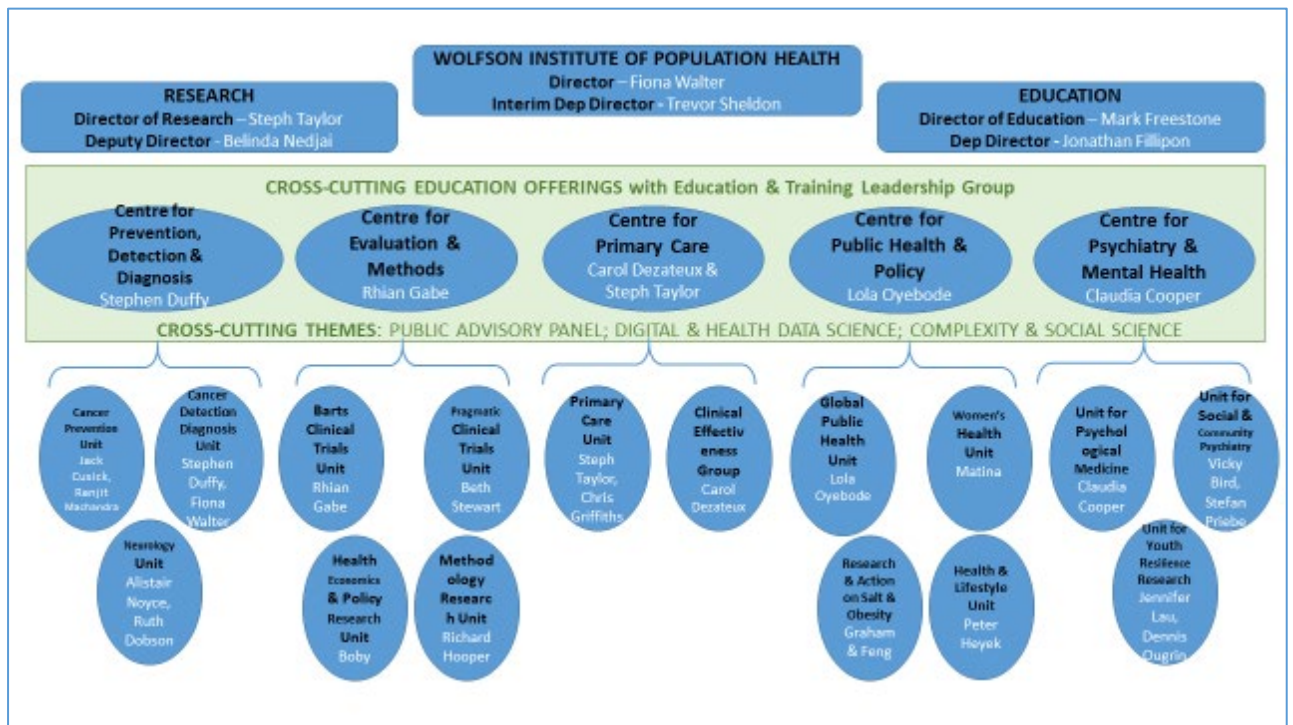 WOLFSON INSTITUTE OF POPULATION HEALTH
Director – Fiona Walter
Interim Dep Director - Trevor Sheldon
RESEARCH
Director of Research – Steph Taylor
Deputy Director - Belinda Nedjai
EDUCATION
Director of Education – Mark Freestone
Dep Director - Jonathan Fillipon
CROSS-CUTTING EDUCATION OFFERINGS with Education & Training Leadership Group
Centre for
Prevention,
Detection &
Diagnosis
Stephen Duffy
Centre for
Evaluation &
Methods
Rhian Gabe
Centre for
Primary Care
Carol Dezateux &
Steph Taylor
Centre for
Public Health &
Policy
Lola Oyebode
Centre for
Psychiatry &
Mental Health
Claudia Cooper
CROSS-CUTTING THEMES: PUBLIC ADVISORY PANEL; DIGITAL & HEALTH DATA SCIENCE; COMPLEXITY & SOCIAL SCIENCE
Cancer
Prevention
Unit
Jack
Cusick,
Ranjit
Machandra
Cancer
Detection
Diagnosis
Unit
Stephen
Duffy,
Fiona
Walter
Neurology
Unit
Alistair
Noyce,
Ruth
Dobson
Barts
Clinical
Trials
Unit
Rhian
Gabe
Pragmatic
Clinical
Trials
Unit
Beth
Stewart
Health
Economics
& Policy
Research
Unit
Boby
Method
ology
Researc
h Unit
Richard
Hooper
Primary
Care
Unit
Steph
Taylor,
Chris
Griffiths
Clinical
Effectiv
eness
Group
Carol
Dezateux
Global
Public
Health
Unit
Lola
Oyebode
Women's
Health
Unit
Matina
Research
& Action
on Salt &
Obesity
Graham
& Feng
Health &
Lifestyle
Unit
Peter
Heyek
Unit for
Psychol
ogical
Medicine
Claudia
Cooper
Unit for
Social &
Community
Psychiatry
Vicky
Bird,
Stefan
Priebe
Unit for
Youth
Resilience
Research
Jennifer
Lau,
Dennis
Ougrin